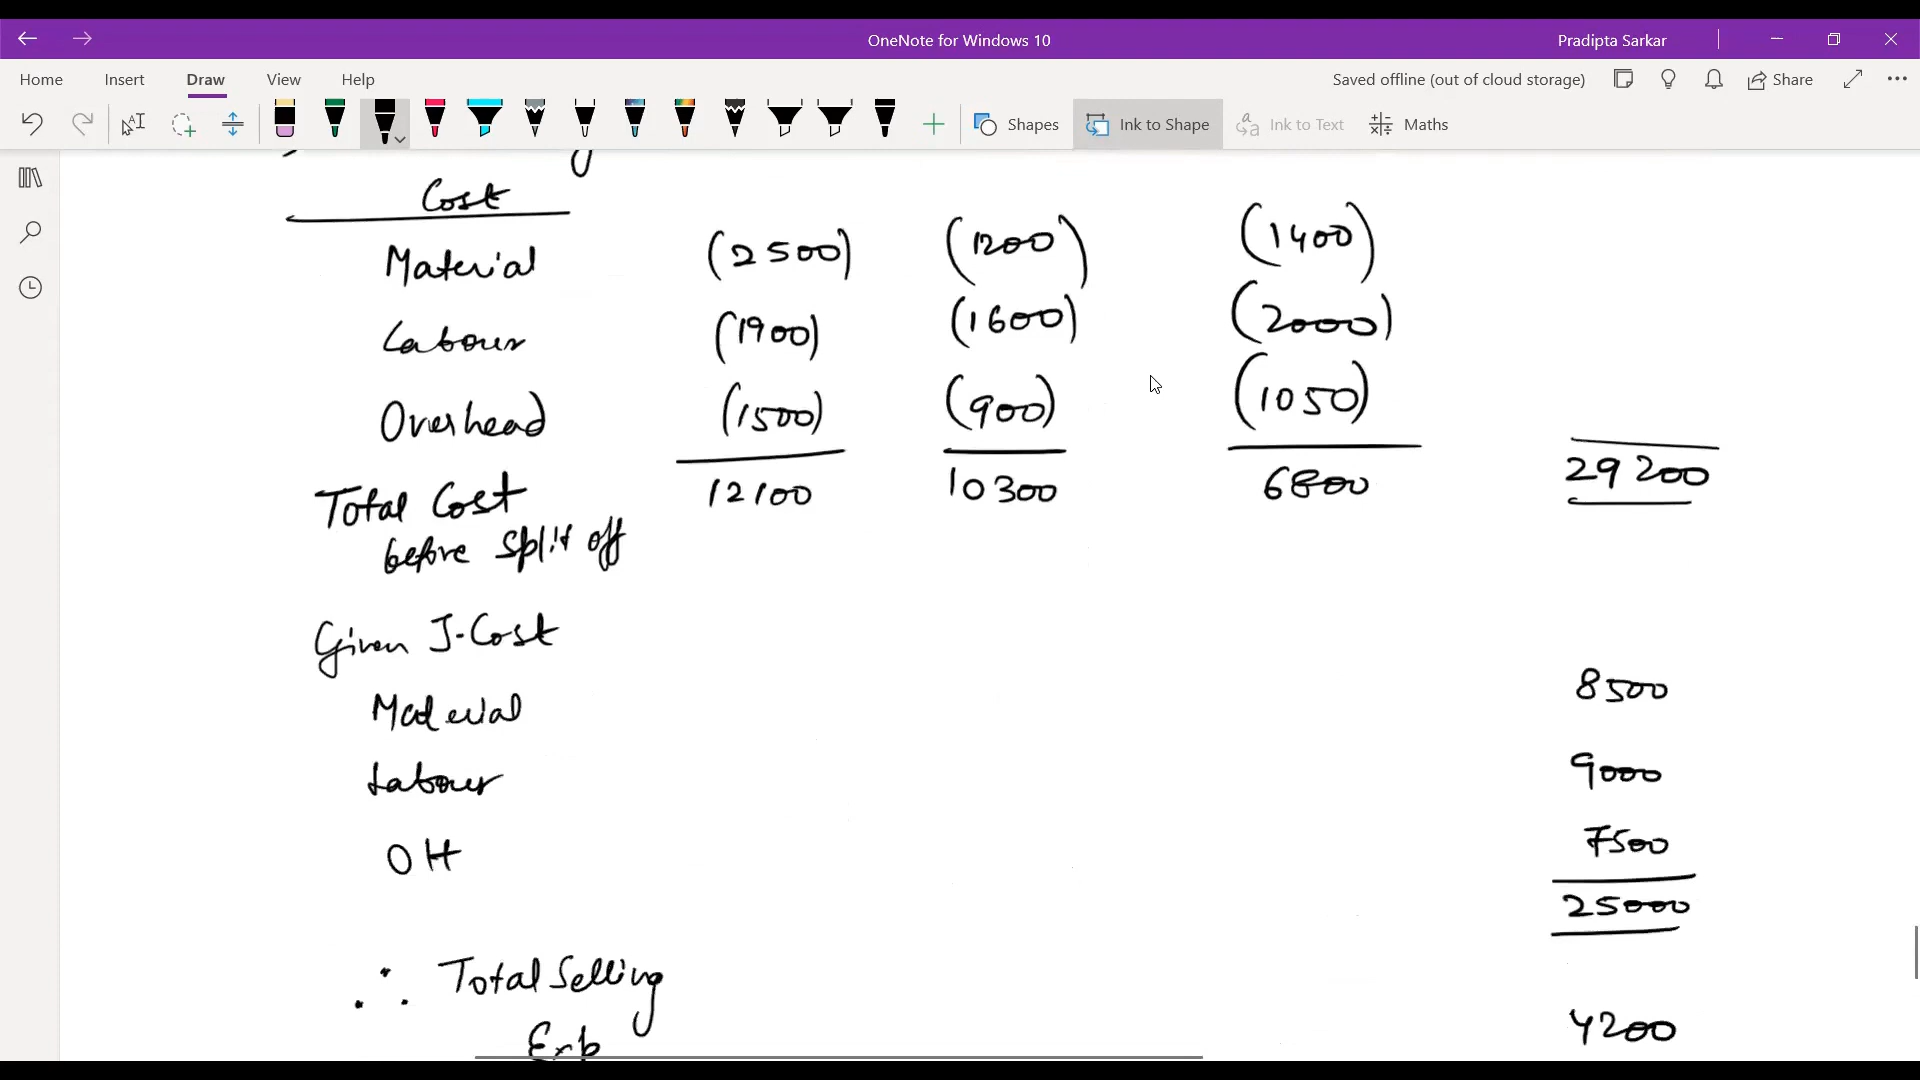 OneNote for Windows 10
Pradipta Sarkar
Home Insert Draw View Help
Saved offline (out of cloud storage)
Share
Shapes
Ink to Shape
Ink to Text
Maths
Cost
Material (2500) (1200) (1400)
Labour (1900) (1600) (2000)
Overhead (1500) (900) (1050)
Total Cost 12100 10300 6800 29200
before split off
Given J-Cost
Material 8500
Labour 9000
OH 7500
25000
∴ Total Selling
Exp 4200